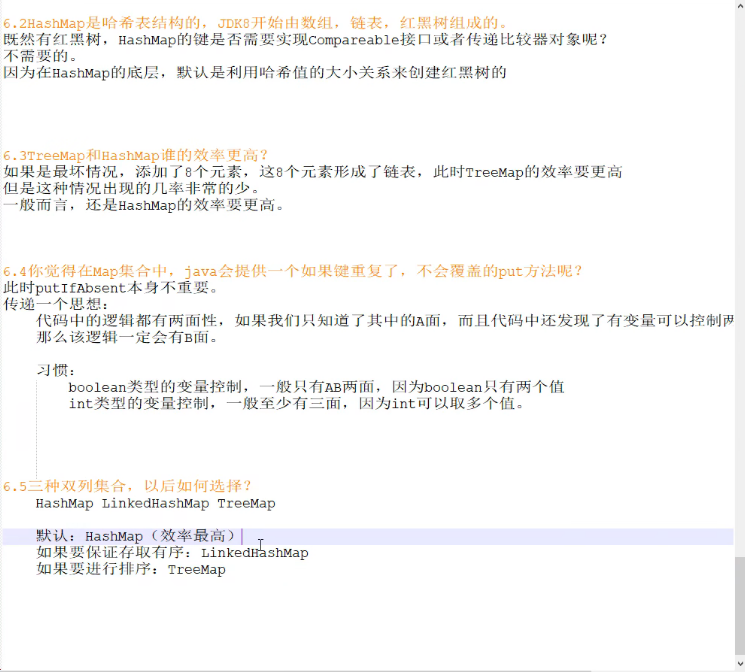 6.2HashMap是哈希表结构的，JDK8开始由数组，链表，红黑树组成的。
既然有红黑树，HashMap的键是否需要实现Compareable接口或者传递比较器对象呢？
不需要的。
因为在HashMap的底层，默认是利用哈希值的大小关系来创建红黑树的
6.3TreeMap和HashMap谁的效率更高？
如果是最坏情况，添加了8个元素，这8个元素形成了链表，此时TreeMap的效率要更高
但是这种情况出现的几率非常的少。
一般而言，还是HashMap的效率要更高。
6.4你觉得在Map集合中，java会提供一个如果键重复了，不会覆盖的put方法呢？
此时putIfAbsent本身不重要。
传递一个思想：
代码中的逻辑都有两面性，如果我们只知道了其中的A面，而且代码中还发现了有变量可以控制两
那么该逻辑一定会有B面。
习惯：
boolean类型的变量控制，一般只有AB两面，因为boolean只有两个值
int类型的变量控制，一般至少有三面，因为int可以取多个值。
6.5三种双列集合，以后如何选择？
HashMap LinkedHashMap TreeMap
默认：HashMap（效率最高）
如果要保证存取有序：LinkedHashMap
如果要进行排序：TreeMap